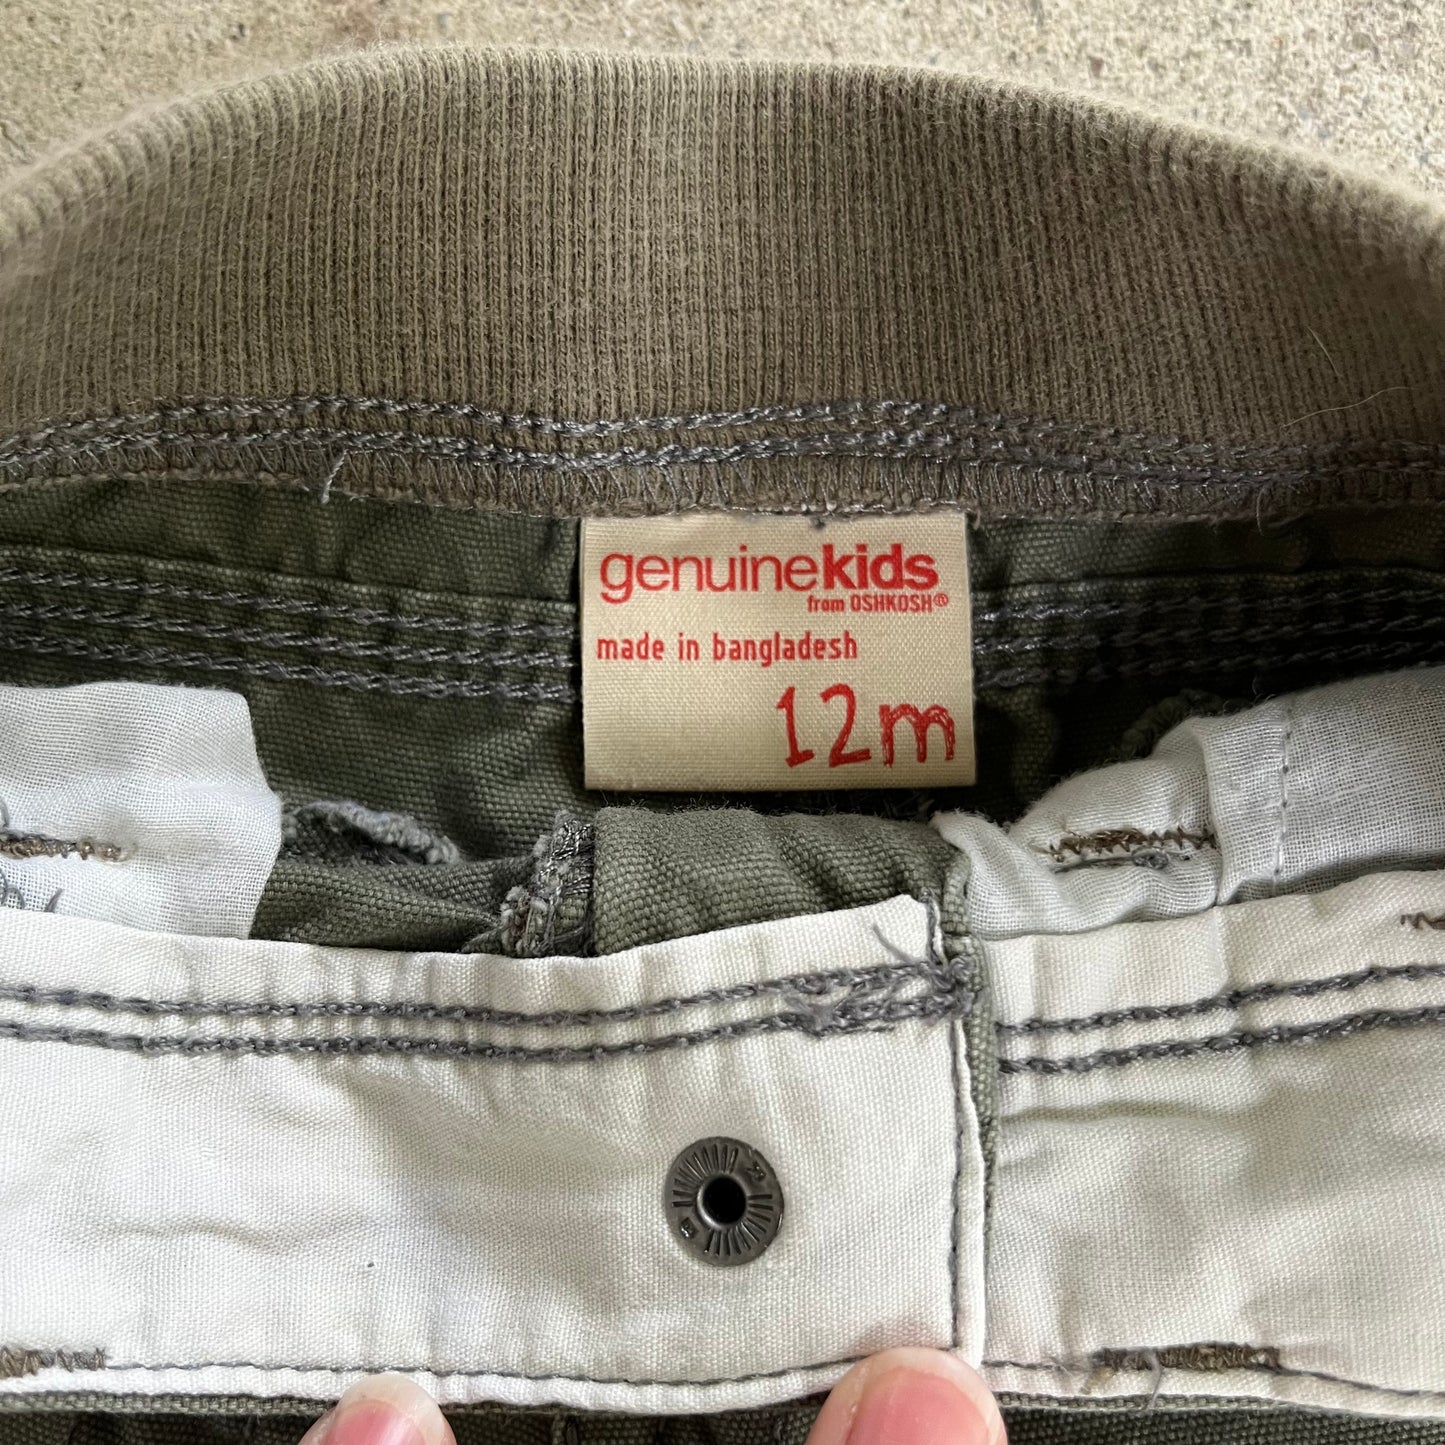 genuinekids
from OSHKOSH®
made in bangladesh
12m